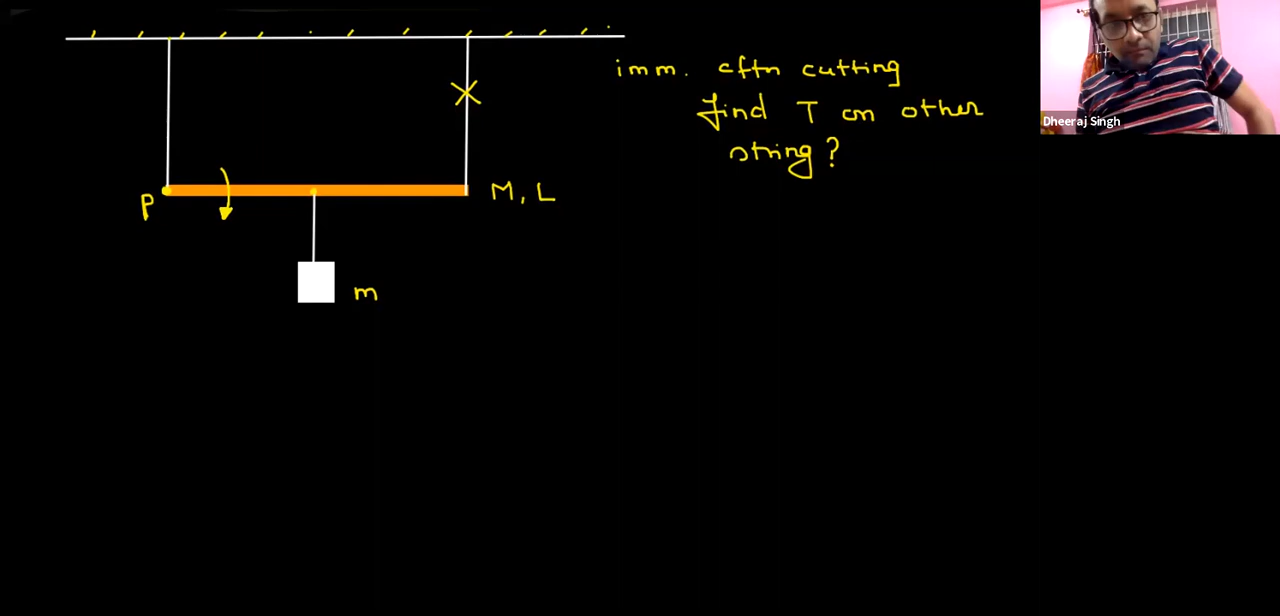 imm. aftr cutting
find T on other
string?
Dheeraj Singh
P
M, L
m